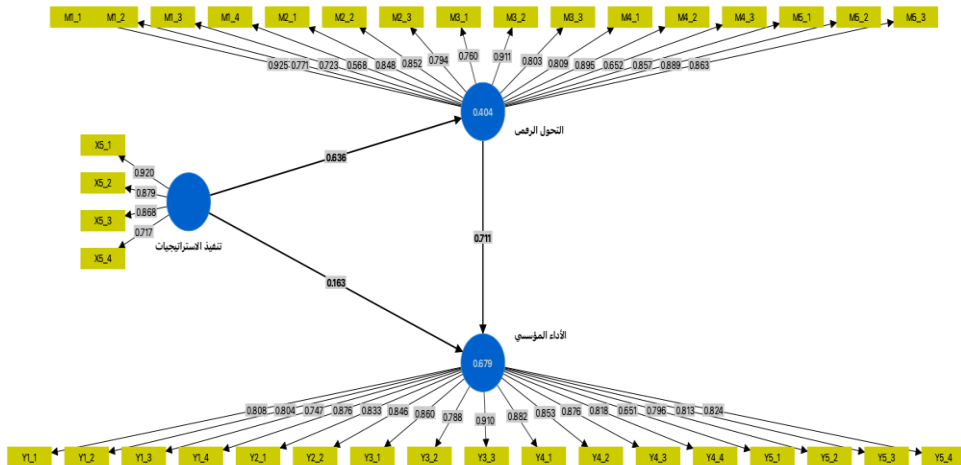 M1_1 M1_2 M1_3 M1_4 M2_1 M2_2 M2_3 M3_1 M3_2 M3_3 M4_1 M4_2 M4_3 M5_1 M5_2 M5_3
0.925 0.771 0.723 0.568 0.848 0.852 0.794 0.760 0.911 0.803 0.809 0.895 0.652 0.857 0.889 0.863
0.404
التحول الرقمى
X5_1
0.920
0.636
X5_2
0.879
X5_3
0.868
0.717
X5_4
تنفيذ الاستراتيجيات
0.711
0.163
الأداء المؤسسي
0.679
0.808 0.804 0.747 0.876 0.833 0.846 0.860 0.788 0.910 0.882 0.853 0.876 0.818 0.651 0.796 0.813 0.824
Y1_1 Y1_2 Y1_3 Y1_4 Y2_1 Y2_2 Y3_1 Y3_2 Y3_3 Y4_1 Y4_2 Y4_3 Y4_4 Y5_1 Y5_2 Y5_3 Y5_4